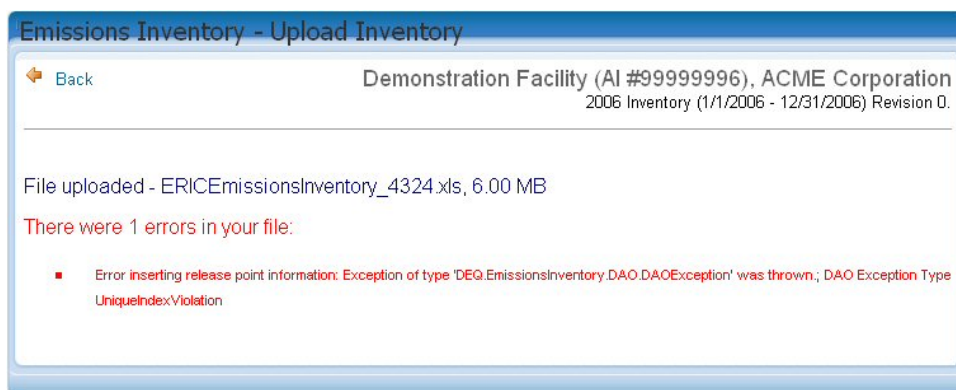 Emissions Inventory - Upload Inventory
Back
Demonstration Facility (AI #99999996), ACME Corporation
2006 Inventory (1/1/2006 - 12/31/2006) Revision 0.
File uploaded - ERICEmissionsInventory_4324.xls, 6.00 MB
There were 1 errors in your file:
Error inserting release point information: Exception of type 'DEQ.EmissionsInventory.DAO.DAOException' was thrown.; DAO Exception Type
UniqueIndexViolation